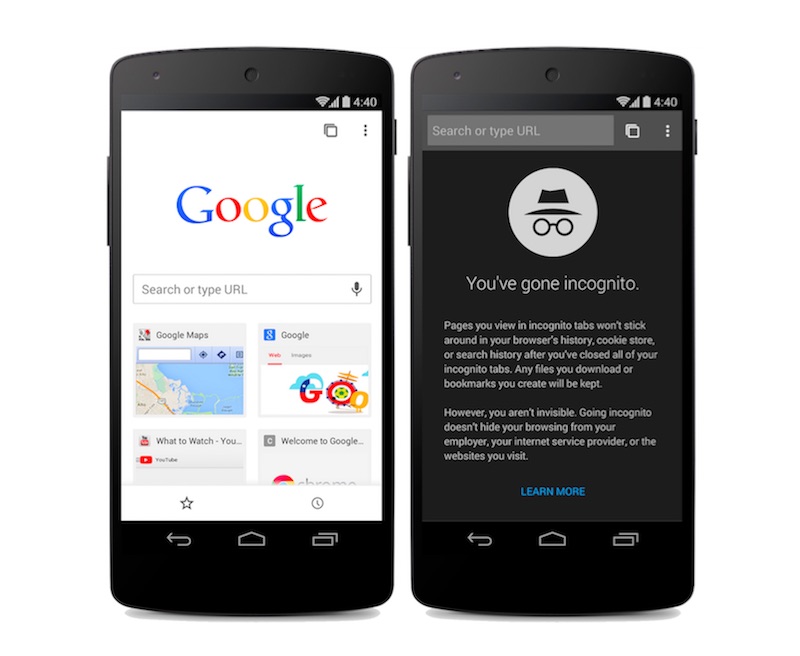 4:40
Google
Search or type URL
Google Maps
Google
Web Images
GOO
What to Watch - You...
YouTube
Welcome to Google...
chrome
4:40
Search or type URL
You've gone incognito.
Pages you view in incognito tabs won't stick
around in your browser's history, cookie store,
or search history after you've closed all of your
incognito tabs. Any files you download or
bookmarks you create will be kept.
However, you aren't invisible. Going incognito
doesn't hide your browsing from your
employer, your internet service provider, or the
websites you visit.
LEARN MORE